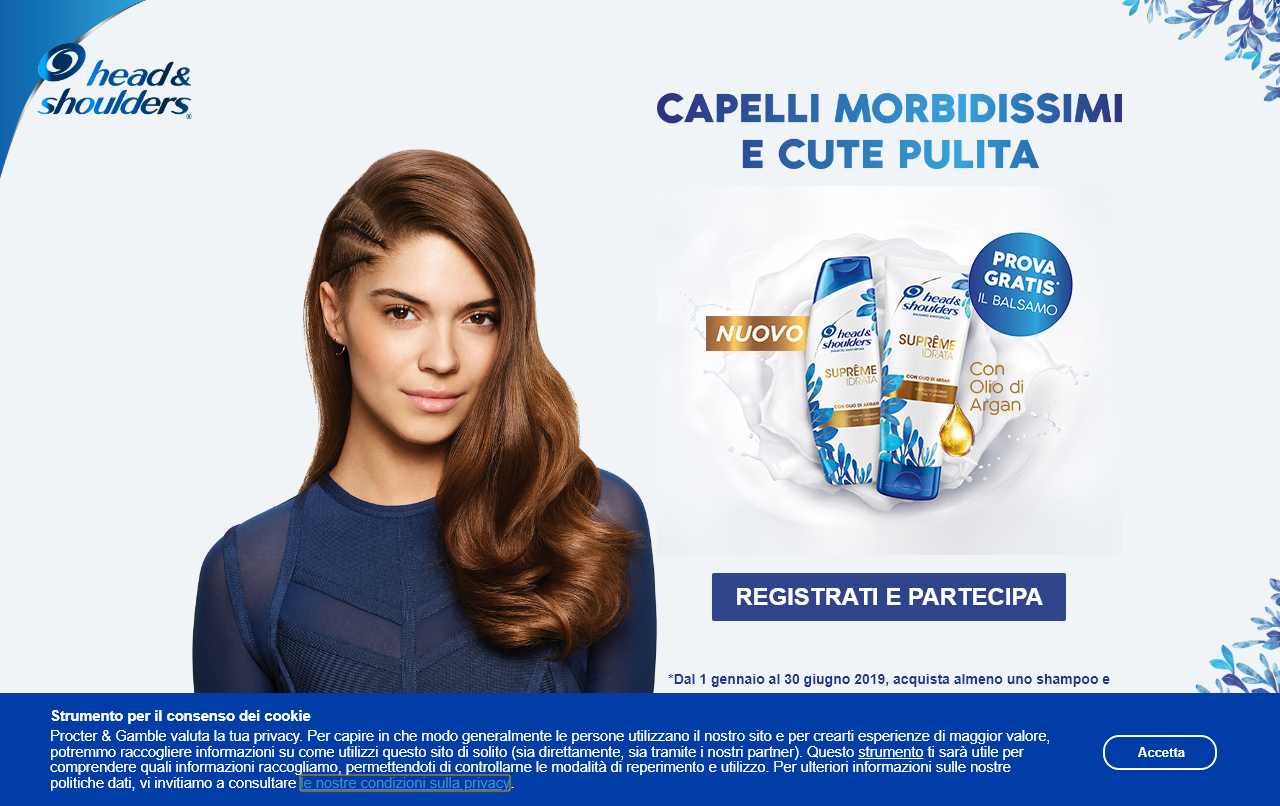 head&
shoulders®
CAPELLI MORBIDISSIMI
E CUTE PULITA
PROVA
GRATIS*
IL BALSAMO
NUOVO
head&
shoulders
SHAMPOO ANTIFORFORA
SUPRÊME
IDRATA
CON OLIO DI ARGAN
head&
shoulders
BALSAMO ANTIFORFORA
SUPRÊME
IDRATA
CON OLIO DI ARGAN
Con
Olio di
Argan
REGISTRATI E PARTECIPA
*Dal 1 gennaio al 30 giugno 2019, acquista almeno uno shampoo e
Strumento per il consenso dei cookie
Procter & Gamble valuta la tua privacy. Per capire in che modo generalmente le persone utilizzano il nostro sito e per crearti esperienze di maggior valore,
potremmo raccogliere informazioni su come utilizzi questo sito di solito (sia direttamente, sia tramite i nostri partner). Questo strumento ti sarà utile per
comprendere quali informazioni raccogliamo, permettendoti di controllarne le modalità di reperimento e utilizzo. Per ulteriori informazioni sulle nostre
politiche dati, vi invitiamo a consultare le nostre condizioni sulla privacy.
Accetta